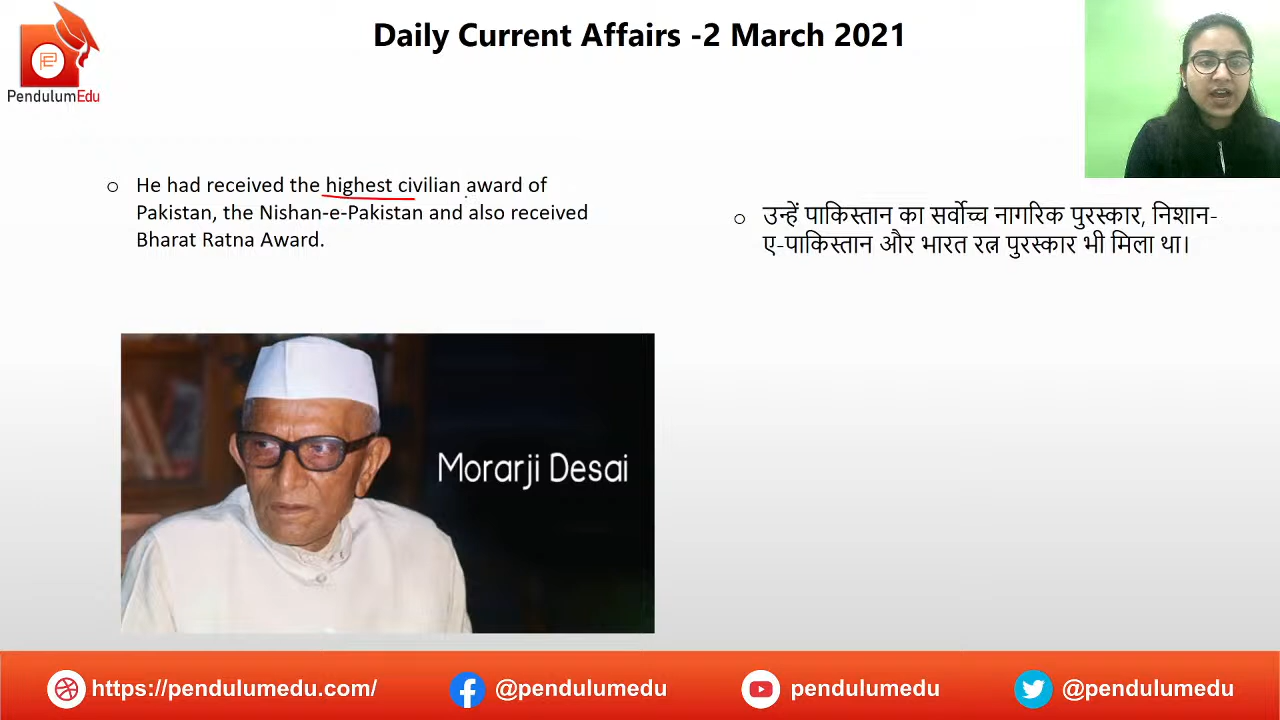 Daily Current Affairs -2 March 2021
PendulumEdu
He had received the highest civilian award of
Pakistan, the Nishan-e-Pakistan and also received
Bharat Ratna Award.
उन्हें पाकिस्तान का सर्वोच्च नागरिक पुरस्कार, निशान-
ए-पाकिस्तान और भारत रत्न पुरस्कार भी मिला था।
Morarji Desai
https://pendulumedu.com/
@pendulumedu
pendulumedu
@pendulumedu